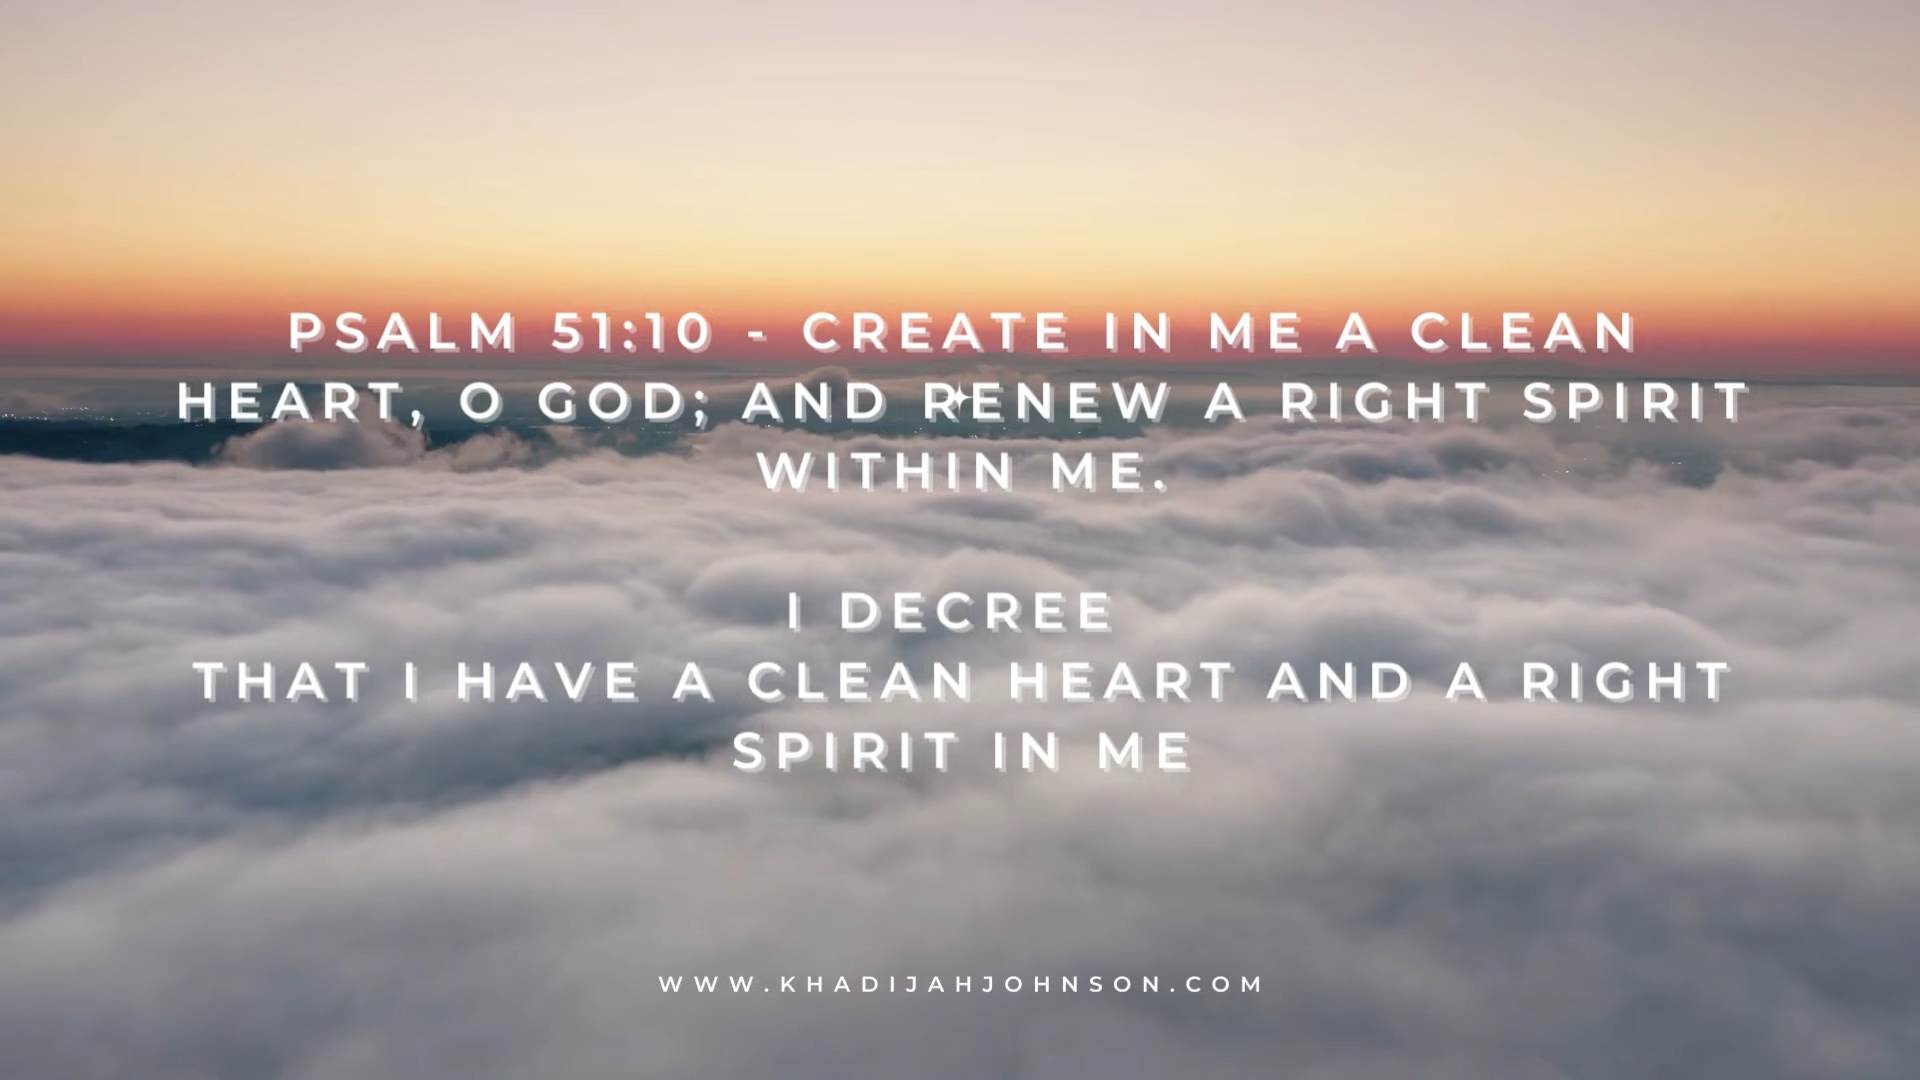 PSALM 51:10 - CREATE IN ME A CLEAN
HEART, O GOD; AND RENEW A RIGHT SPIRIT
WITHIN ME.
I DECREE
THAT I HAVE A CLEAN HEART AND A RIGHT
SPIRIT IN ME
WWW.KHADIJAHJOHNSON.COM